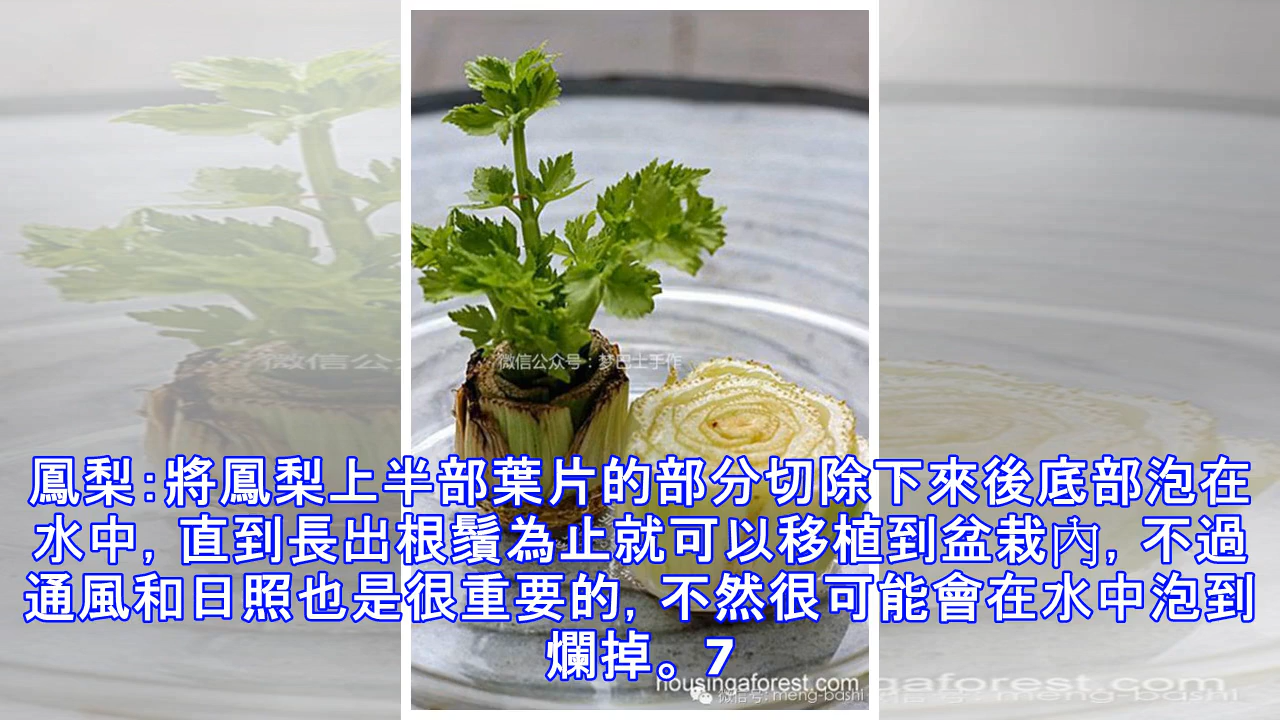 微信公众号：梦巴士手作
鳳梨:將鳳梨上半部葉片的部分切除下來後底部泡在
水中, 直到長出根鬚為止就可以移植到盆栽內, 不過
通風和日照也是很重要的, 不然很可能會在水中泡到
爛掉。7
housingaforest.com
微信号: meng-bashi